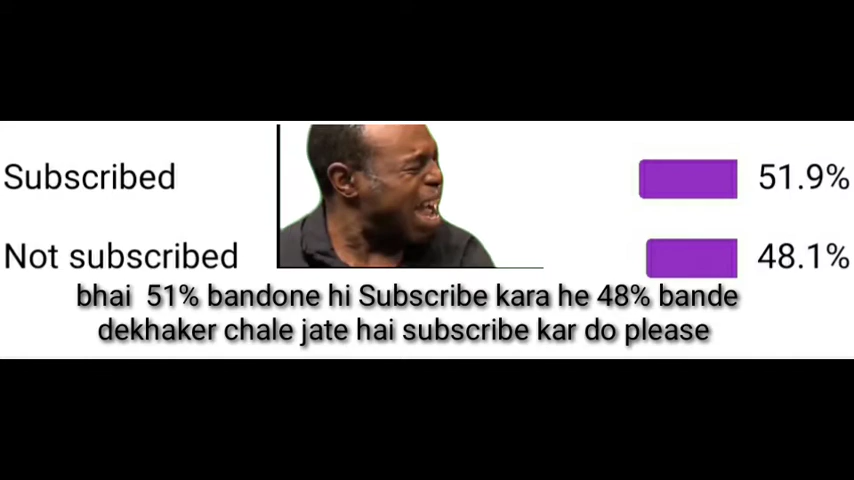 Subscribed 51.9%
Not subscribed 48.1%
bhai 51% bandone hi Subscribe kara he 48% bande
dekhaker chale jate hai subscribe kar do please